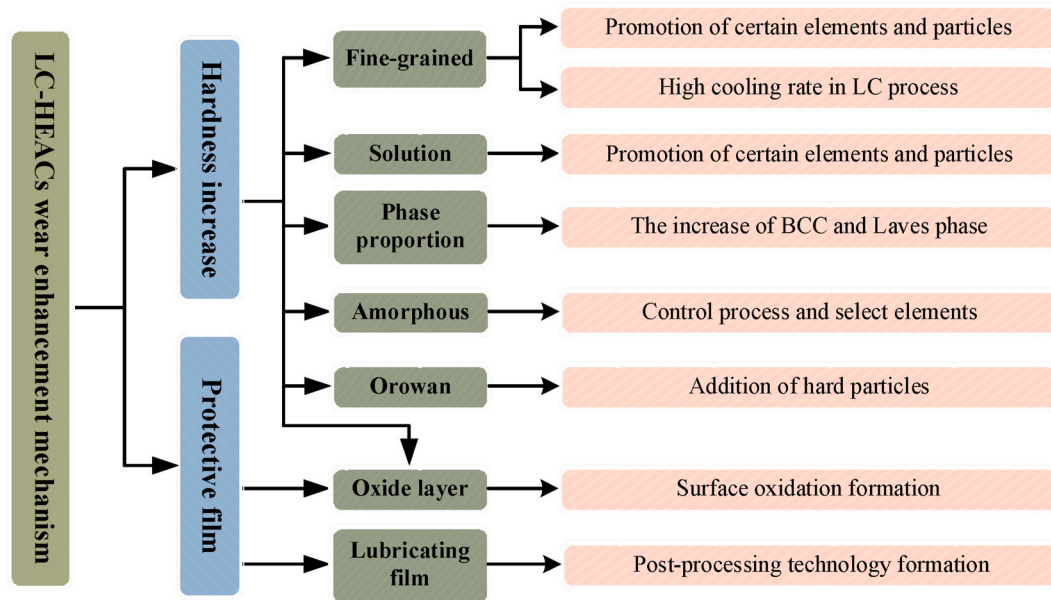 LC-HEACs wear enhancement mechanism
Hardness increase
Protective film
Fine-grained
Promotion of certain elements and particles
High cooling rate in LC process
Solution
Promotion of certain elements and particles
Phase
proportion
The increase of BCC and Laves phase
Amorphous
Control process and select elements
Orowan
Addition of hard particles
Oxide layer
Surface oxidation formation
Lubricating
film
Post-processing technology formation